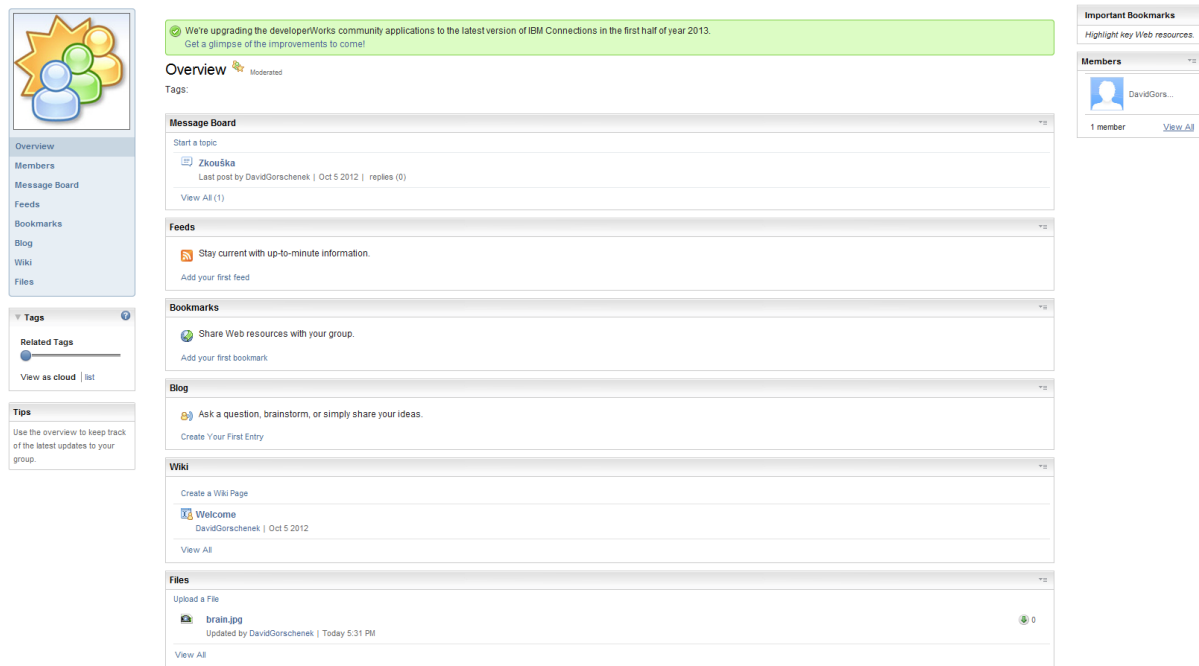 We're upgrading the developerWorks community applications to the latest version of IBM Connections in the first half of year 2013.
Get a glimpse of the improvements to come!
Overview Moderated
Tags:
Overview
Members
Message Board
Feeds
Bookmarks
Blog
Wiki
Files
Tags
Related Tags
View as cloud | list
Tips
Use the overview to keep track
of the latest updates to your
group.
Message Board
Start a topic
Zkouška
Last post by DavidGorschenek | Oct 5 2012 | replies (0)
View All (1)
Feeds
Stay current with up-to-minute information.
Add your first feed
Bookmarks
Share Web resources with your group.
Add your first bookmark
Blog
Ask a question, brainstorm, or simply share your ideas.
Create Your First Entry
Wiki
Create a Wiki Page
Welcome
DavidGorschenek | Oct 5 2012
View All
Files
Upload a File
brain.jpg
0
Updated by DavidGorschenek | Today 5:31 PM
View All
Important Bookmarks
Highlight key Web resources.
Members
DavidGors...
1 member View All